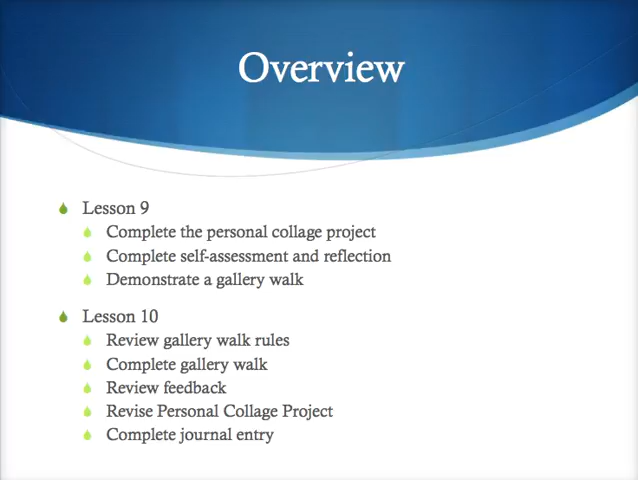 Overview
Lesson 9
Complete the personal collage project
Complete self-assessment and reflection
Demonstrate a gallery walk
Lesson 10
Review gallery walk rules
Complete gallery walk
Review feedback
Revise Personal Collage Project
Complete journal entry